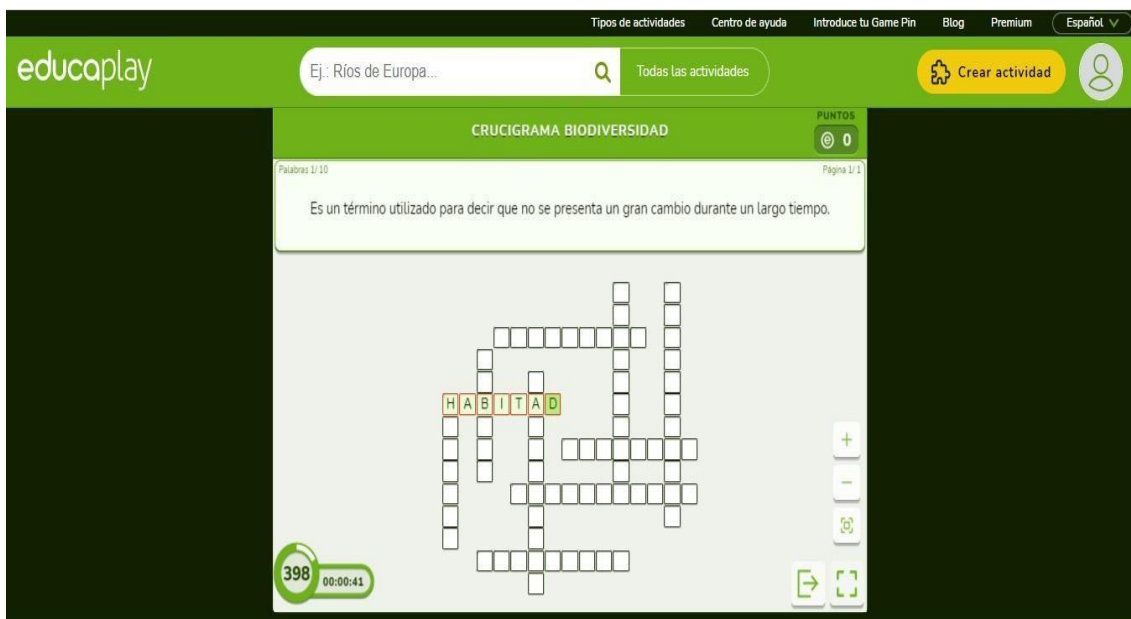 Tipos de actividades Centro de ayuda Introduce tu Game Pin Blog Premium Español
educaplay Ej.: Ríos de Europa... Todas las actividades Crear actividad
CRUCIGRAMA BIODIVERSIDAD
PUNTOS
0
Palabras 1/10 Página 1/1
Es un término utilizado para decir que no se presenta un gran cambio durante un largo tiempo.
HABITAD
398 00:00:41